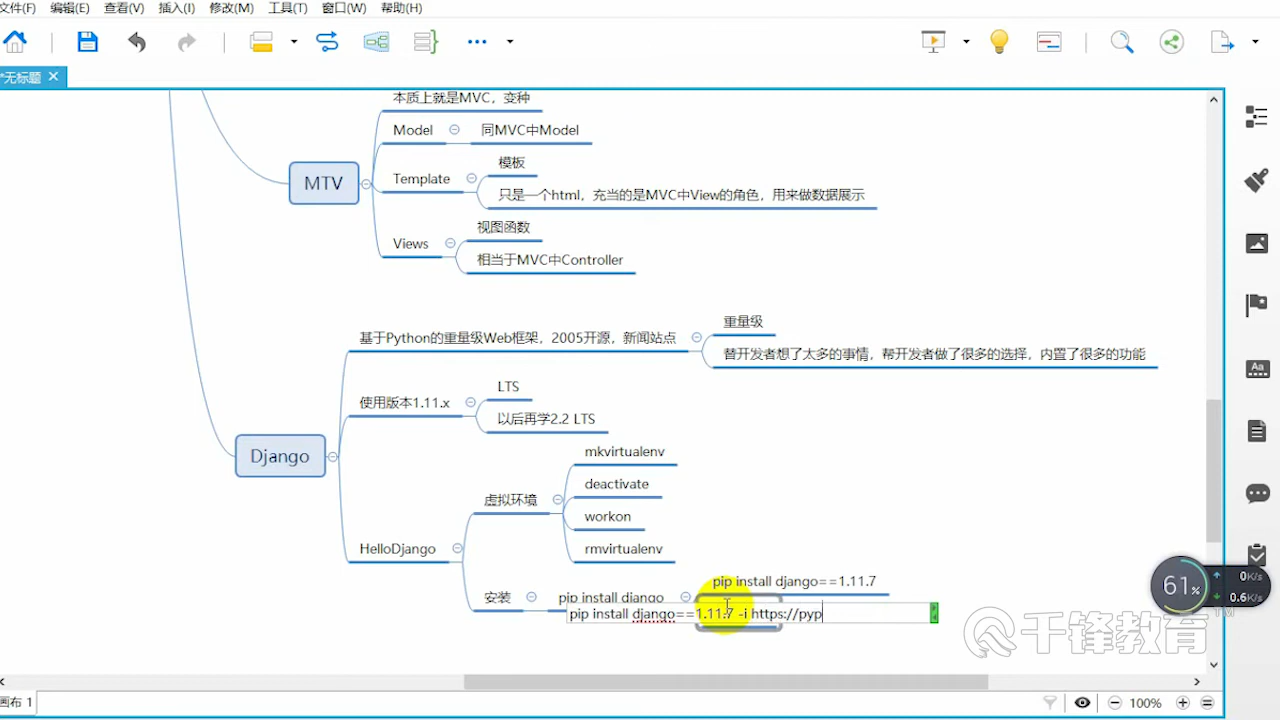 文件(F) 编辑(E) 查看(V) 插入(I) 修改(M) 工具(T) 窗口(W) 帮助(H)
*无标题
本质上就是MVC，变种
Model 同MVC中Model
模板
MTV
Template
只是一个html，充当的是MVC中View的角色，用来做数据展示
视图函数
Views
相当于MVC中Controller
重量级
基于Python的重量级Web框架，2005开源，新闻站点
替开发者想了太多的事情，帮开发者做了很多的选择，内置了很多的功能
LTS
使用版本1.11.x
以后再学2.2 LTS
mkvirtualenv
Django
deactivate
虚拟环境
workon
HelloDjango
rmvirtualenv
pip install django==1.11.7
安装 pip install django
pip install django==1.11.7 -i https://pyp
61%
0K/s
0.6K/s
千锋教育
TM
画布 1
100%